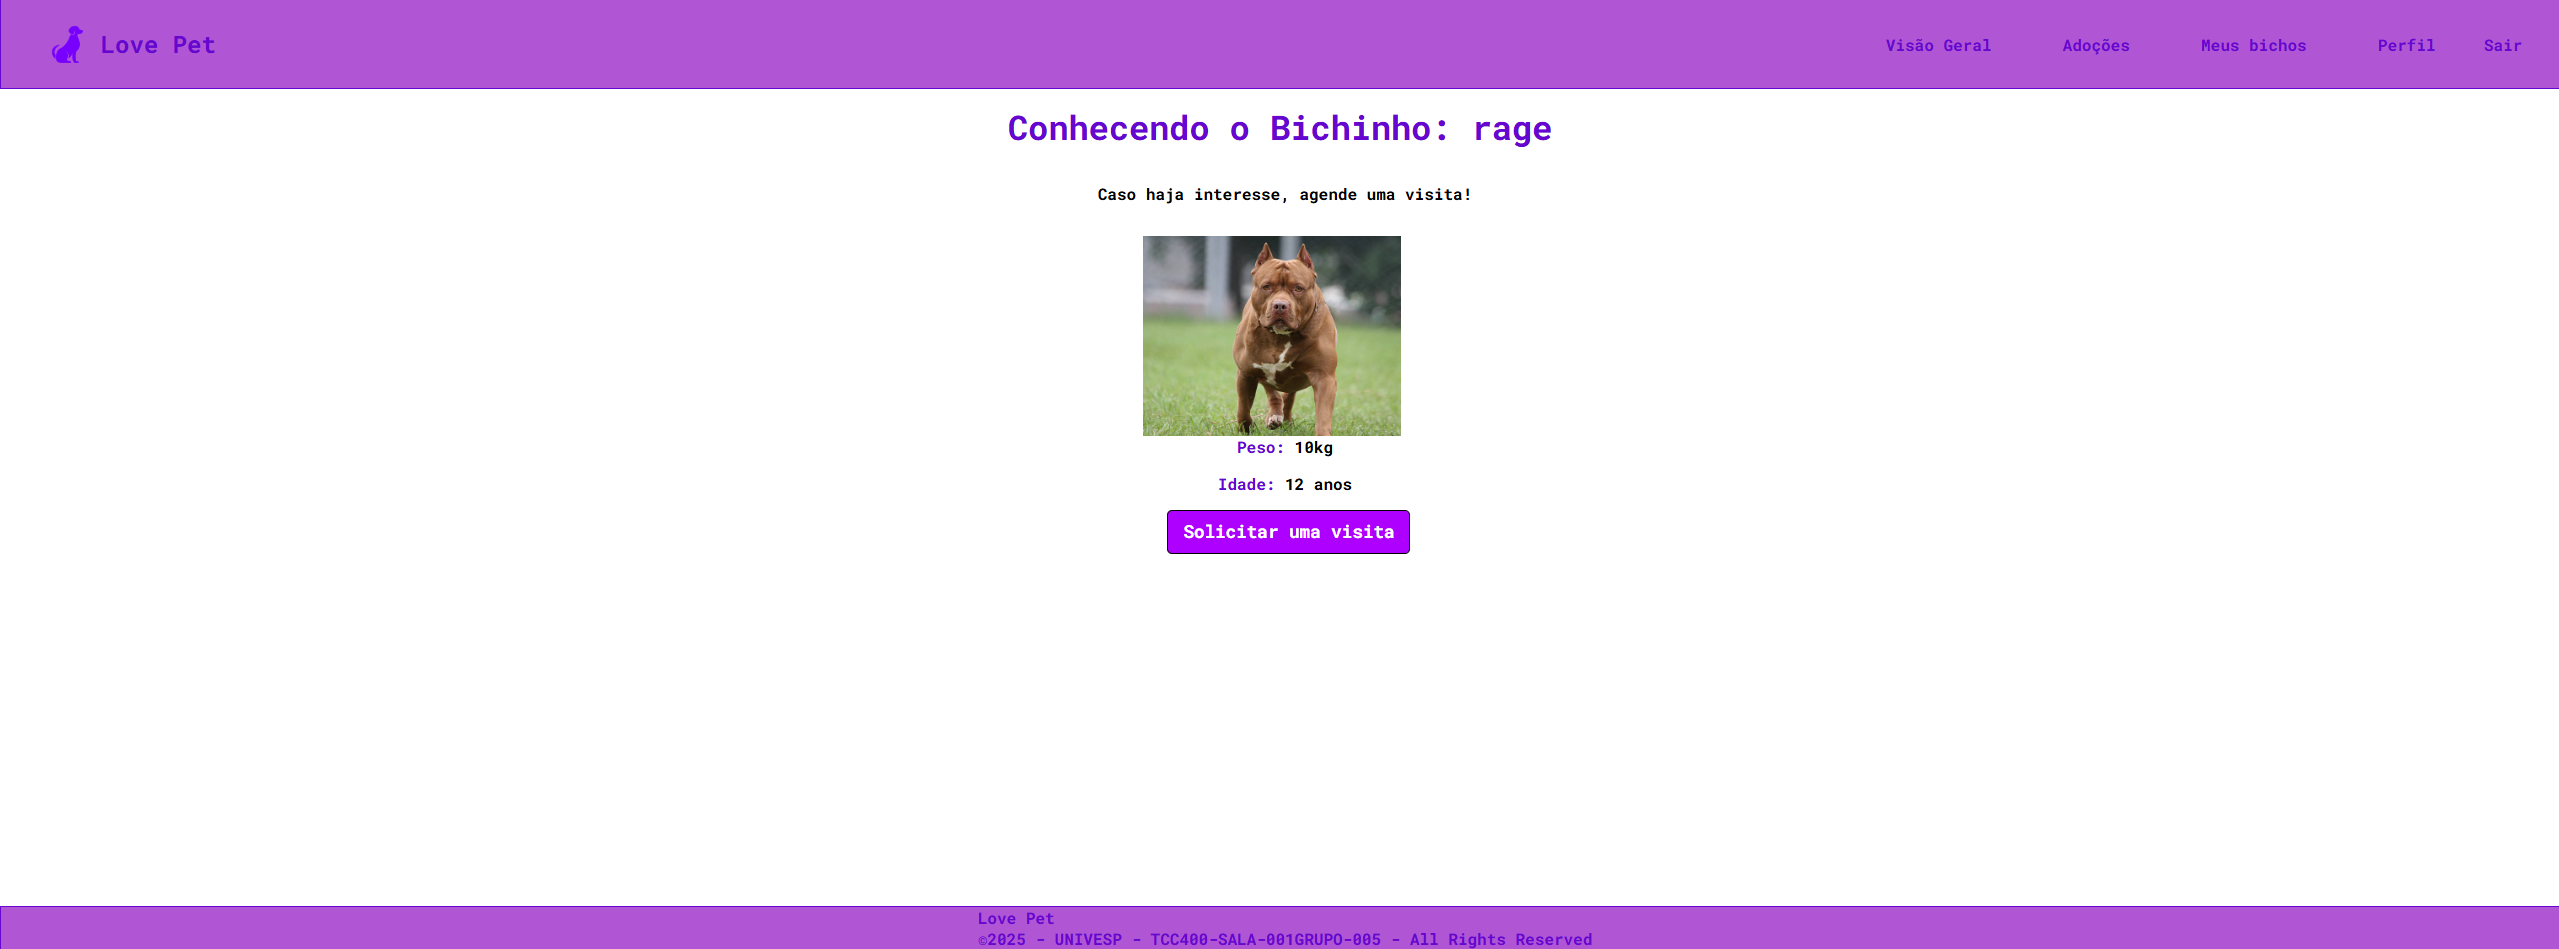 Love Pet
Visão Geral Adoções Meus bichos Perfil Sair
Conhecendo o Bichinho: rage
Caso haja interesse, agende uma visita!
Peso: 10kg
Idade: 12 anos
Solicitar uma visita
Love Pet
©2025 - UNIVESP - TCC400-SALA-001GRUPO-005 - All Rights Reserved